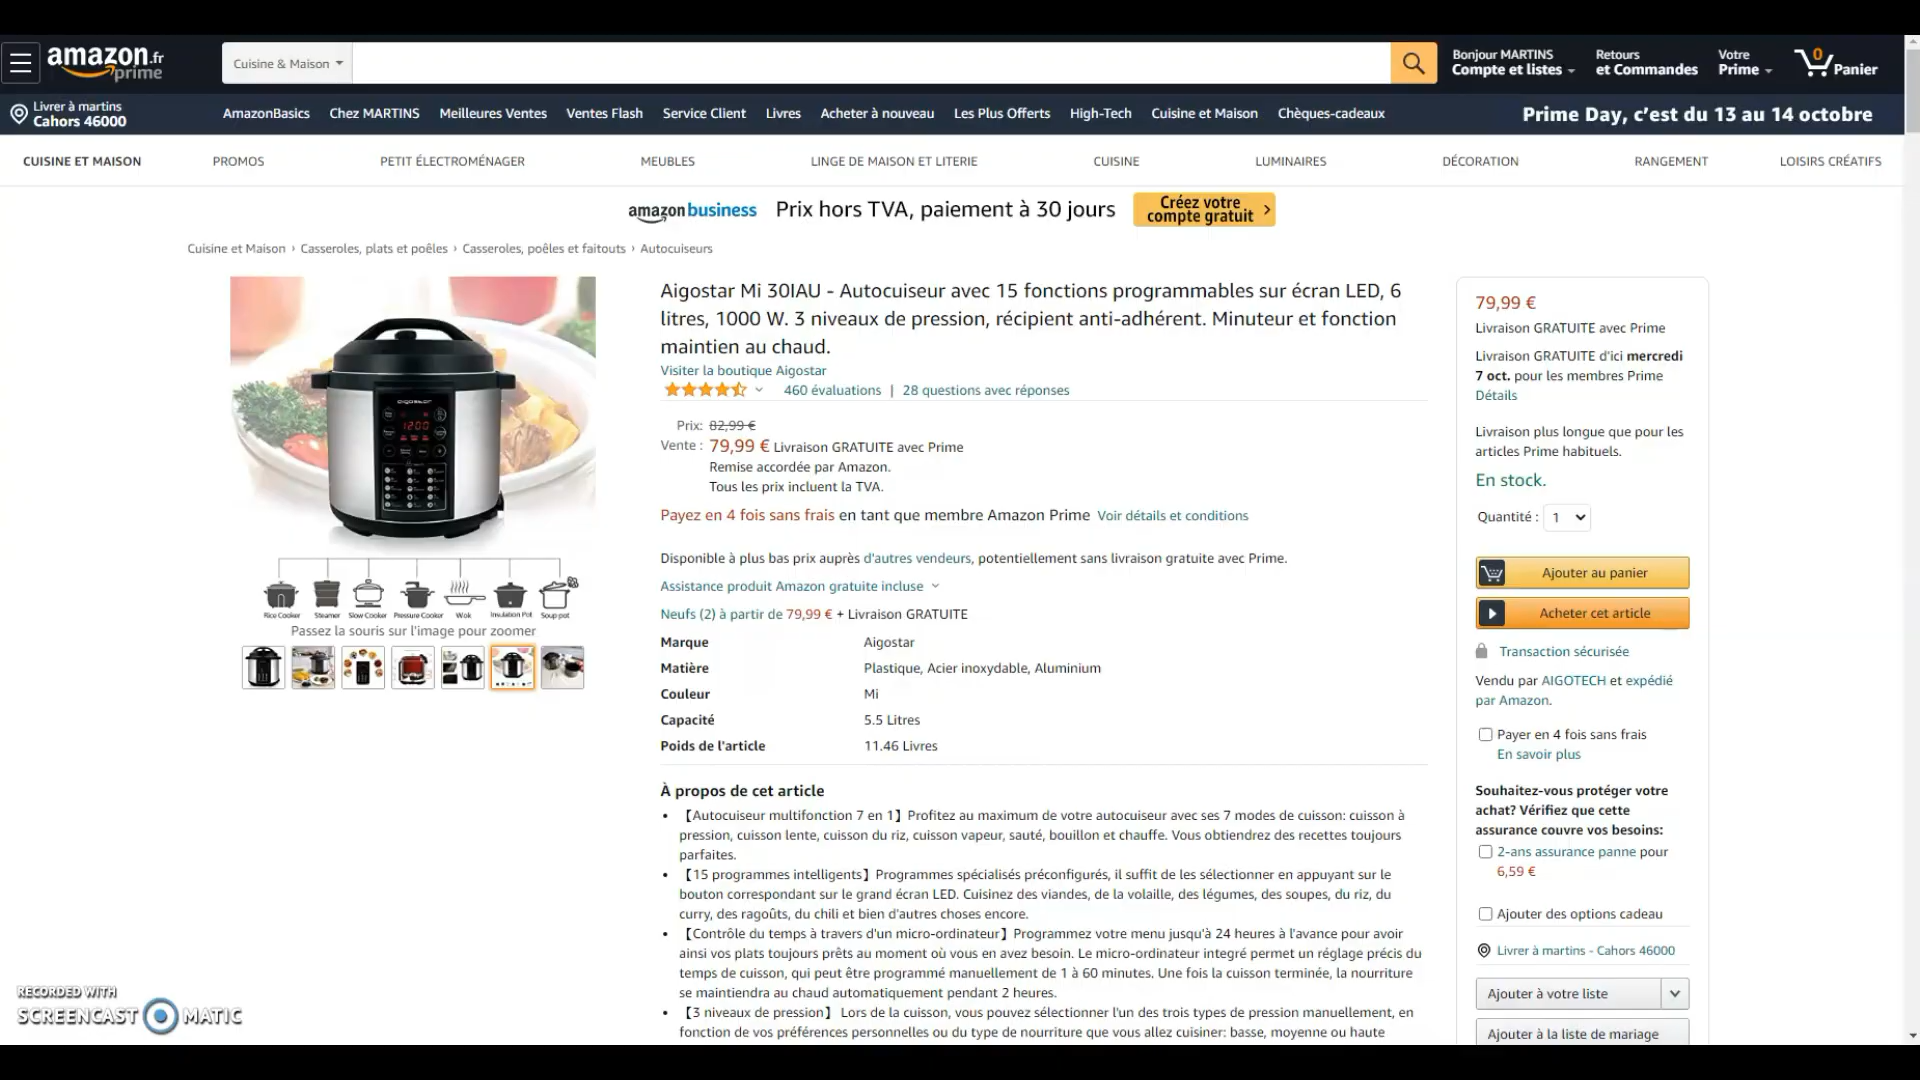 amazon.fr
prime
Cuisine & Maison
Bonjour MARTINS
Compte et listes
Retours
et Commandes
Votre
Prime
0
Panier
Livrer à martins
Cahors 46000
AmazonBasics Chez MARTINS Meilleures Ventes Ventes Flash Service Client Livres Acheter à nouveau Les Plus Offerts High-Tech Cuisine et Maison Chèques-cadeaux
Prime Day, c'est du 13 au 14 octobre
CUISINE ET MAISON PROMOS PETIT ÉLECTROMÉNAGER MEUBLES LINGE DE MAISON ET LITERIE CUISINE LUMINAIRES DÉCORATION RANGEMENT LOISIRS CRÉATIFS
amazon business Prix hors TVA, paiement à 30 jours
Créez votre
compte gratuit
Cuisine et Maison › Casseroles, plats et poêles › Casseroles, poêles et faitouts › Autocuiseurs
aigostar
1200
Rice Cooker Steamer Slow Cooker Pressure Cooker Wok Insulation Pot Soup pot
Passez la souris sur l'image pour zoomer
Aigostar Mi 30IAU - Autocuiseur avec 15 fonctions programmables sur écran LED, 6
litres, 1000 W. 3 niveaux de pression, récipient anti-adhérent. Minuteur et fonction
maintien au chaud.
Visiter la boutique Aigostar
460 évaluations | 28 questions avec réponses
Prix: 82,99 €
Vente : 79,99 € Livraison GRATUITE avec Prime
Remise accordée par Amazon.
Tous les prix incluent la TVA.
Payez en 4 fois sans frais en tant que membre Amazon Prime Voir détails et conditions
Disponible à plus bas prix auprès d'autres vendeurs, potentiellement sans livraison gratuite avec Prime.
Assistance produit Amazon gratuite incluse
Neufs (2) à partir de 79,99 € + Livraison GRATUITE
Marque Aigostar
Matière Plastique, Acier inoxydable, Aluminium
Couleur Mi
Capacité 5.5 Litres
Poids de l'article 11.46 Livres
À propos de cet article
• 【Autocuiseur multifonction 7 en 1】Profitez au maximum de votre autocuiseur avec ses 7 modes de cuisson: cuisson à
pression, cuisson lente, cuisson du riz, cuisson vapeur, sauté, bouillon et chauffe. Vous obtiendrez des recettes toujours
parfaites.
• 【15 programmes intelligents】Programmes spécialisés préconfigurés, il suffit de les sélectionner en appuyant sur le
bouton correspondant sur le grand écran LED. Cuisinez des viandes, de la volaille, des légumes, des soupes, du riz, du
curry, des ragoûts, du chili et bien d'autres choses encore.
• 【Contrôle du temps à travers d'un micro-ordinateur】Programmez votre menu jusqu'à 24 heures à l'avance pour avoir
ainsi vos plats toujours prêts au moment où vous en avez besoin. Le micro-ordinateur integré permet un réglage précis du
temps de cuisson, qui peut être programmé manuellement de 1 à 60 minutes. Une fois la cuisson terminée, la nourriture
se maintiendra au chaud automatiquement pendant 2 heures.
• 【3 niveaux de pression】 Lors de la cuisson, vous pouvez sélectionner l'un des trois types de pression manuellement, en
fonction de vos préférences personnelles ou du type de nourriture que vous allez cuisiner: basse, moyenne ou haute
79,99 €
Livraison GRATUITE avec Prime
Livraison GRATUITE d'ici mercredi
7 oct. pour les membres Prime
Détails
Livraison plus longue que pour les
articles Prime habituels.
En stock.
Quantité : 1
Ajouter au panier
Acheter cet article
Transaction sécurisée
Vendu par AIGOTECH et expédié
par Amazon.
Payer en 4 fois sans frais
En savoir plus
Souhaitez-vous protéger votre
achat? Vérifiez que cette
assurance couvre vos besoins:
2-ans assurance panne pour
6,59 €
Ajouter des options cadeau
Livrer à martins - Cahors 46000
Ajouter à votre liste
Ajouter à la liste de mariage
RECORDED WITH
SCREENCAST MATIC